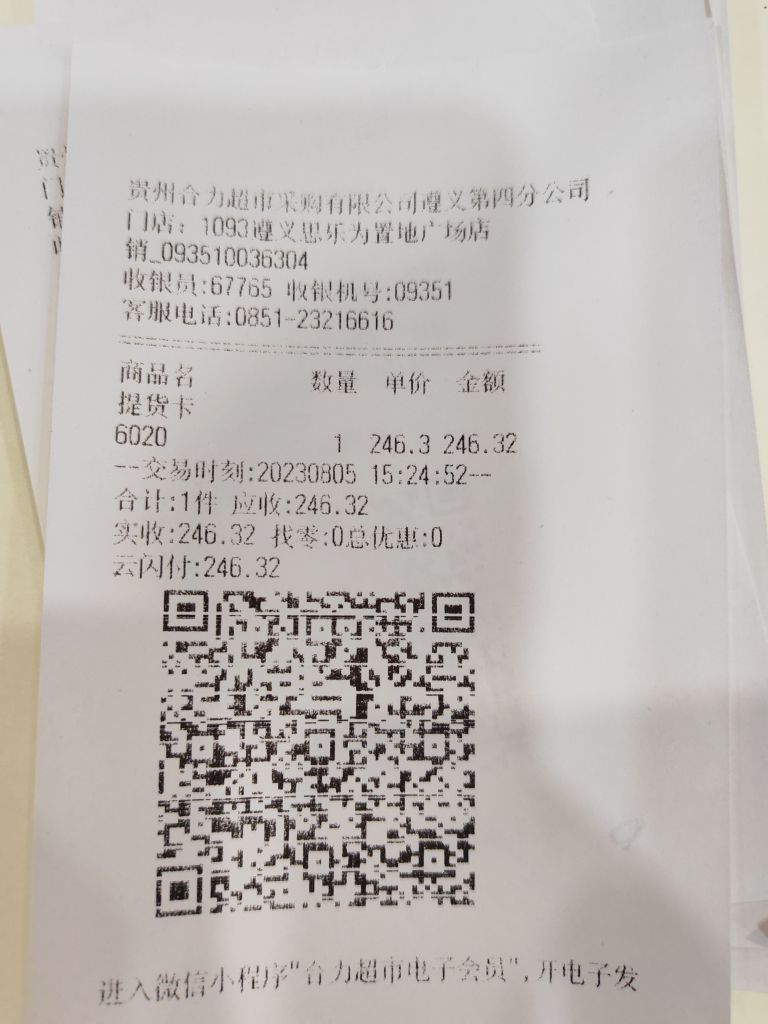 贵州合力超市采购有限公司遵义第四分公司
门店：1093遵义思乐为置地广场店
销_093510036304
收银员:67765 收银机号:09351
客服电话:0851-23216616
商品名 数量 单价 金额
提货卡
6020 1 246.3 246.32
--交易时刻:20230805 15:24:52--
合计:1件 应收:246.32
实收:246.32 找零:0总优惠:0
云闪付:246.32
进入微信小程序"合力超市电子会员",开电子发